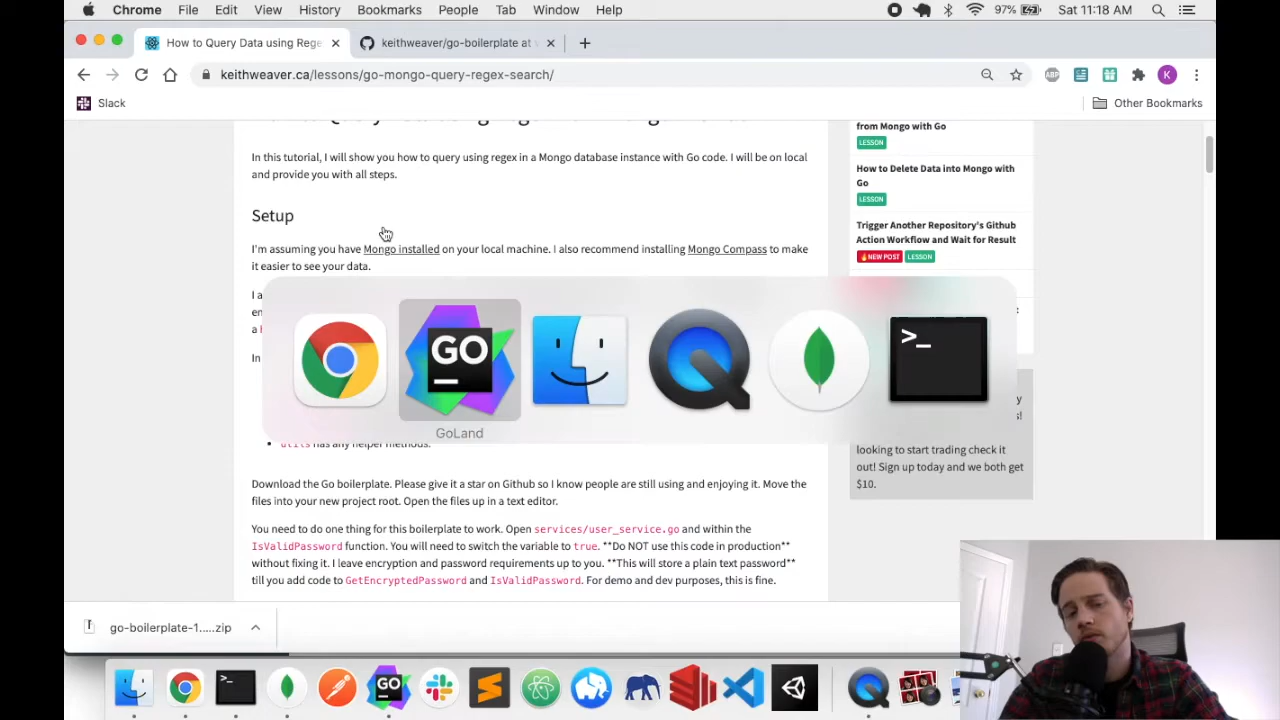 Chrome File Edit View History Bookmarks People Tab Window Help 97% Sat 11:18 AM
How to Query Data using Rege
keithweaver/go-boilerplate at v
keithweaver.ca/lessons/go-mongo-query-regex-search/
ABP
K
Slack
Other Bookmarks
In this tutorial, I will show you how to query using regex in a Mongo database instance with Go code. I will be on local
and provide you with all steps.
Setup
I'm assuming you have Mongo installed on your local machine. I also recommend installing Mongo Compass to make
it easier to see your data.
from Mongo with Go
LESSON
How to Delete Data into Mongo with
Go
LESSON
Trigger Another Repository's Github
Action Workflow and Wait for Result
NEW POST
LESSON
GO
>_
GoLand
utils has any helper methods.
Download the Go boilerplate. Please give it a star on Github so I know people are still using and enjoying it. Move the
files into your new project root. Open the files up in a text editor.
You need to do one thing for this boilerplate to work. Open services/user_service.go and within the
IsValidPassword function. You will need to switch the variable to true. **Do NOT use this code in production**
without fixing it. I leave encryption and password requirements up to you. **This will store a plain text password**
till you add code to GetEncryptedPassword and IsValidPassword. For demo and dev purposes, this is fine.
looking to start trading check it
out! Sign up today and we both get
$10.
go-boilerplate-1.....zip
GO